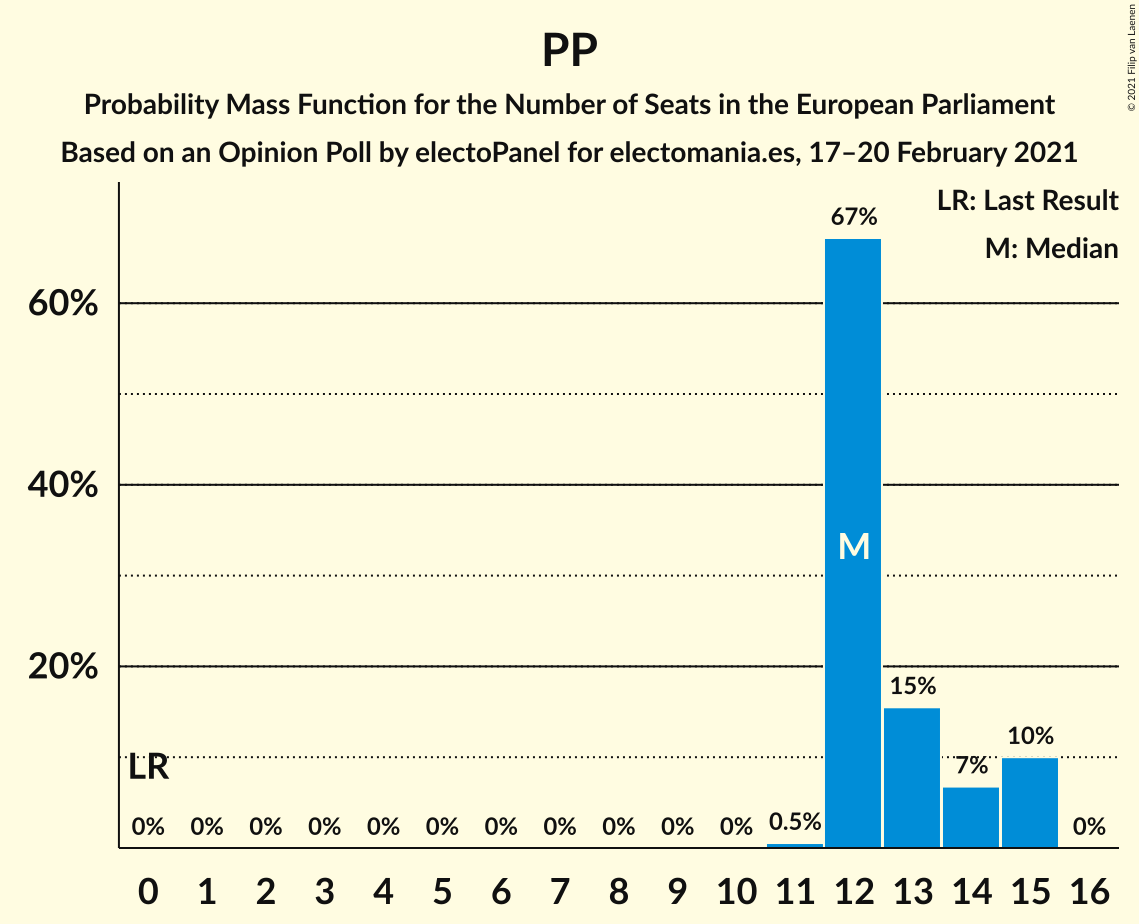 PP
Probability Mass Function for the Number of Seats in the European Parliament
Based on an Opinion Poll by electoPanel for electomania.es, 17–20 February 2021
© 2021 Filip van Laenen
LR: Last Result
M: Median
60%
40%
20%
67%
M
15%
7%
10%
LR
0% 0% 0% 0% 0% 0% 0% 0% 0% 0% 0% 0.5% 0%
0 1 2 3 4 5 6 7 8 9 10 11 12 13 14 15 16